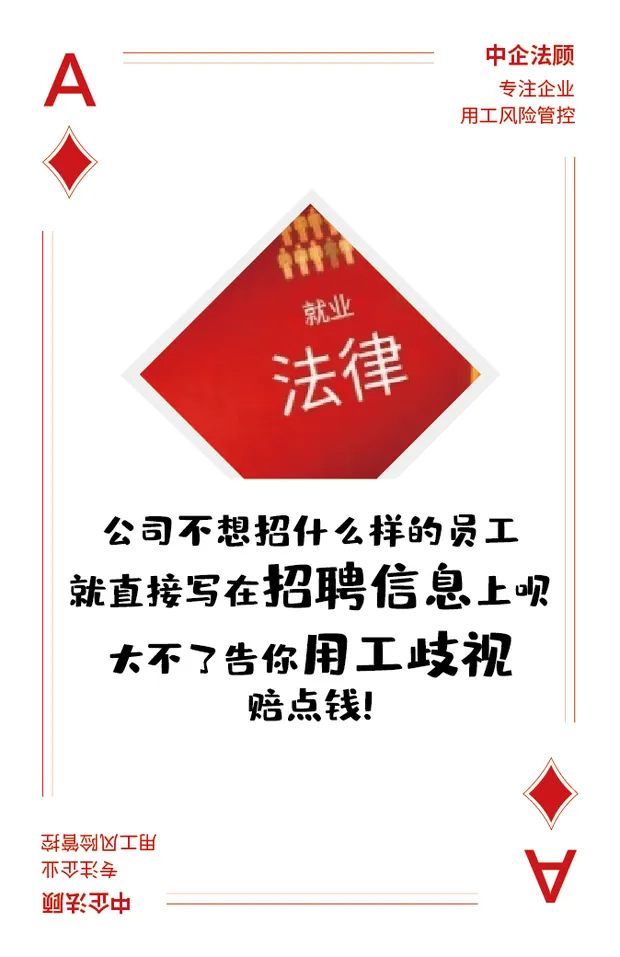 A
中企法顾
专注企业
用工风险管控
就业
法律
公司不想招什么样的员工
就直接写在招聘信息上呗
大不了告你用工歧视
赔点钱!
用工风险管控
专注企业
中企法顾
A